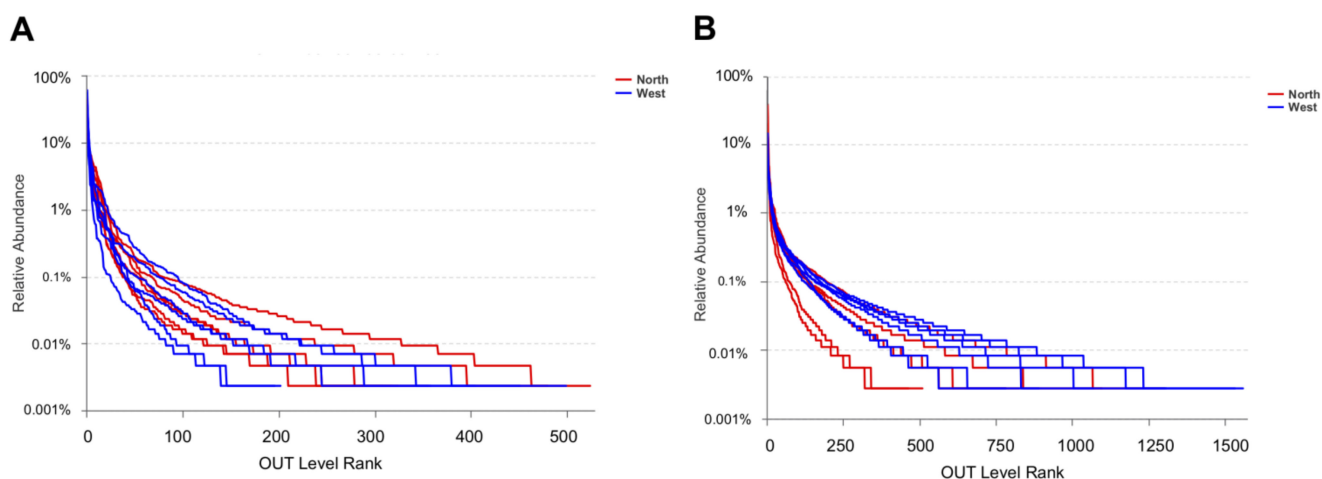 A
100%
10%
1%
0.1%
0.01%
0.001%
Relative Abundance
0 100 200 300 400 500
OUT Level Rank
North
West
B
100%
10%
1%
0.1%
0.01%
0.001%
Relative Abundance
0 250 500 750 1000 1250 1500
OUT Level Rank
North
West